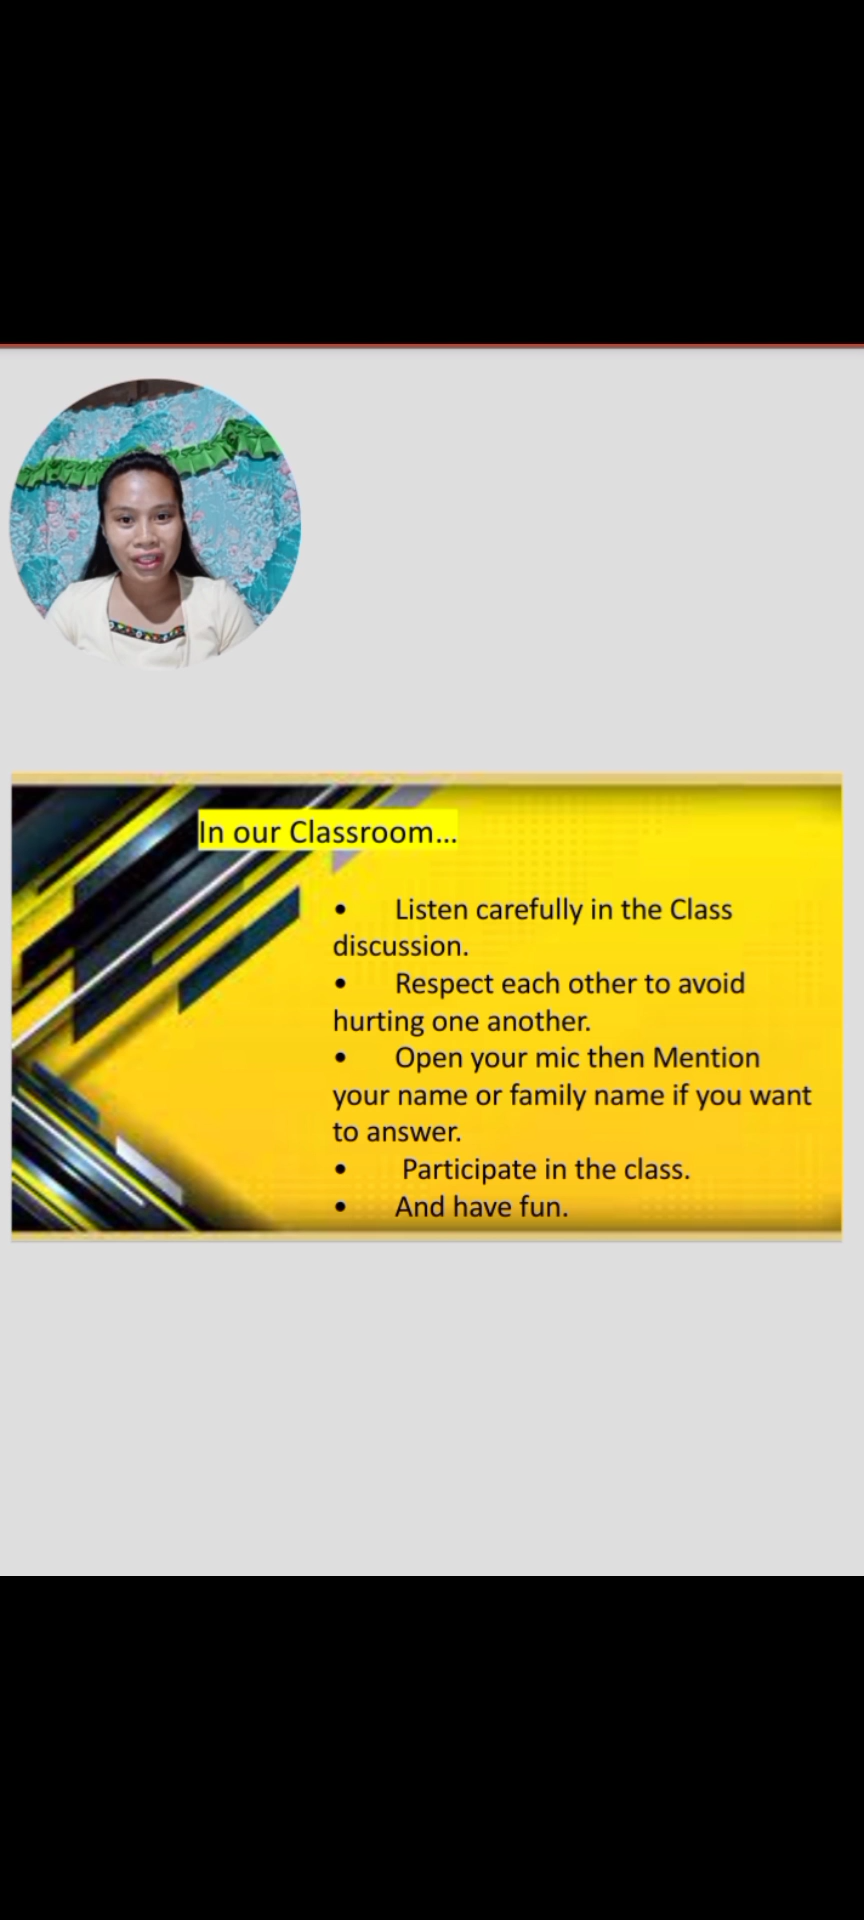 In our Classroom...
• Listen carefully in the Class
discussion.
• Respect each other to avoid
hurting one another.
• Open your mic then Mention
your name or family name if you want
to answer.
• Participate in the class.
• And have fun.